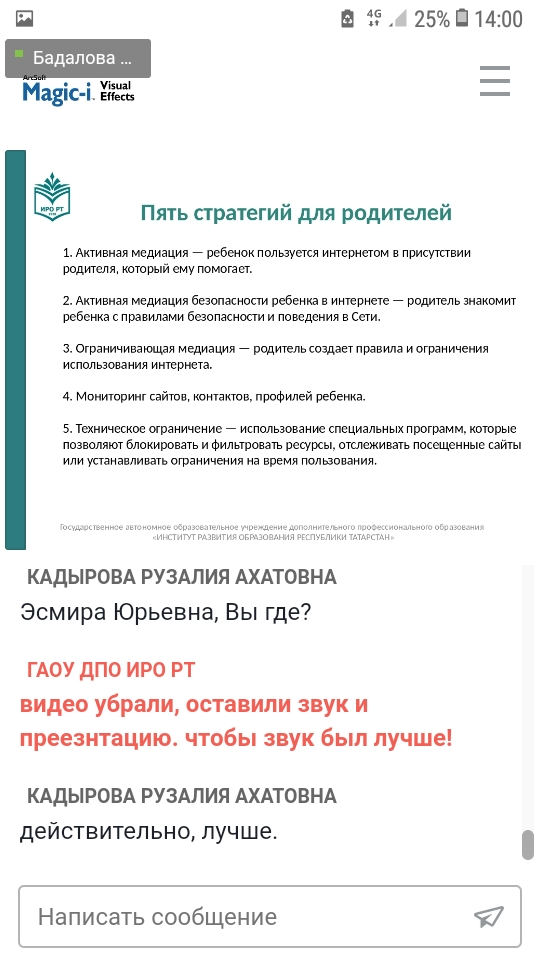 4G
25%
14:00
Бадалова ...
ArcSoft
Magic-i Visual
Effects
ИРО РТ
Пять стратегий для родителей
1. Активная медиация — ребенок пользуется интернетом в присутствии
родителя, который ему помогает.
2. Активная медиация безопасности ребенка в интернете — родитель знакомит
ребенка с правилами безопасности и поведения в Сети.
3. Ограничивающая медиация — родитель создает правила и ограничения
использования интернета.
4. Мониторинг сайтов, контактов, профилей ребенка.
5. Техническое ограничение — использование специальных программ, которые
позволяют блокировать и фильтровать ресурсы, отслеживать посещенные сайты
или устанавливать ограничения на время пользования.
Государственное автономное образовательное учреждение дополнительного профессионального образования
«ИНСТИТУТ РАЗВИТИЯ ОБРАЗОВАНИЯ РЕСПУБЛИКИ ТАТАРСТАН»
КАДЫРОВА РУЗАЛИЯ АХАТОВНА
Эсмира Юрьевна, Вы где?
ГАОУ ДПО ИРО РТ
видео убрали, оставили звук и
преезнтацию. чтобы звук был лучше!
КАДЫРОВА РУЗАЛИЯ АХАТОВНА
действительно, лучше.
Написать сообщение